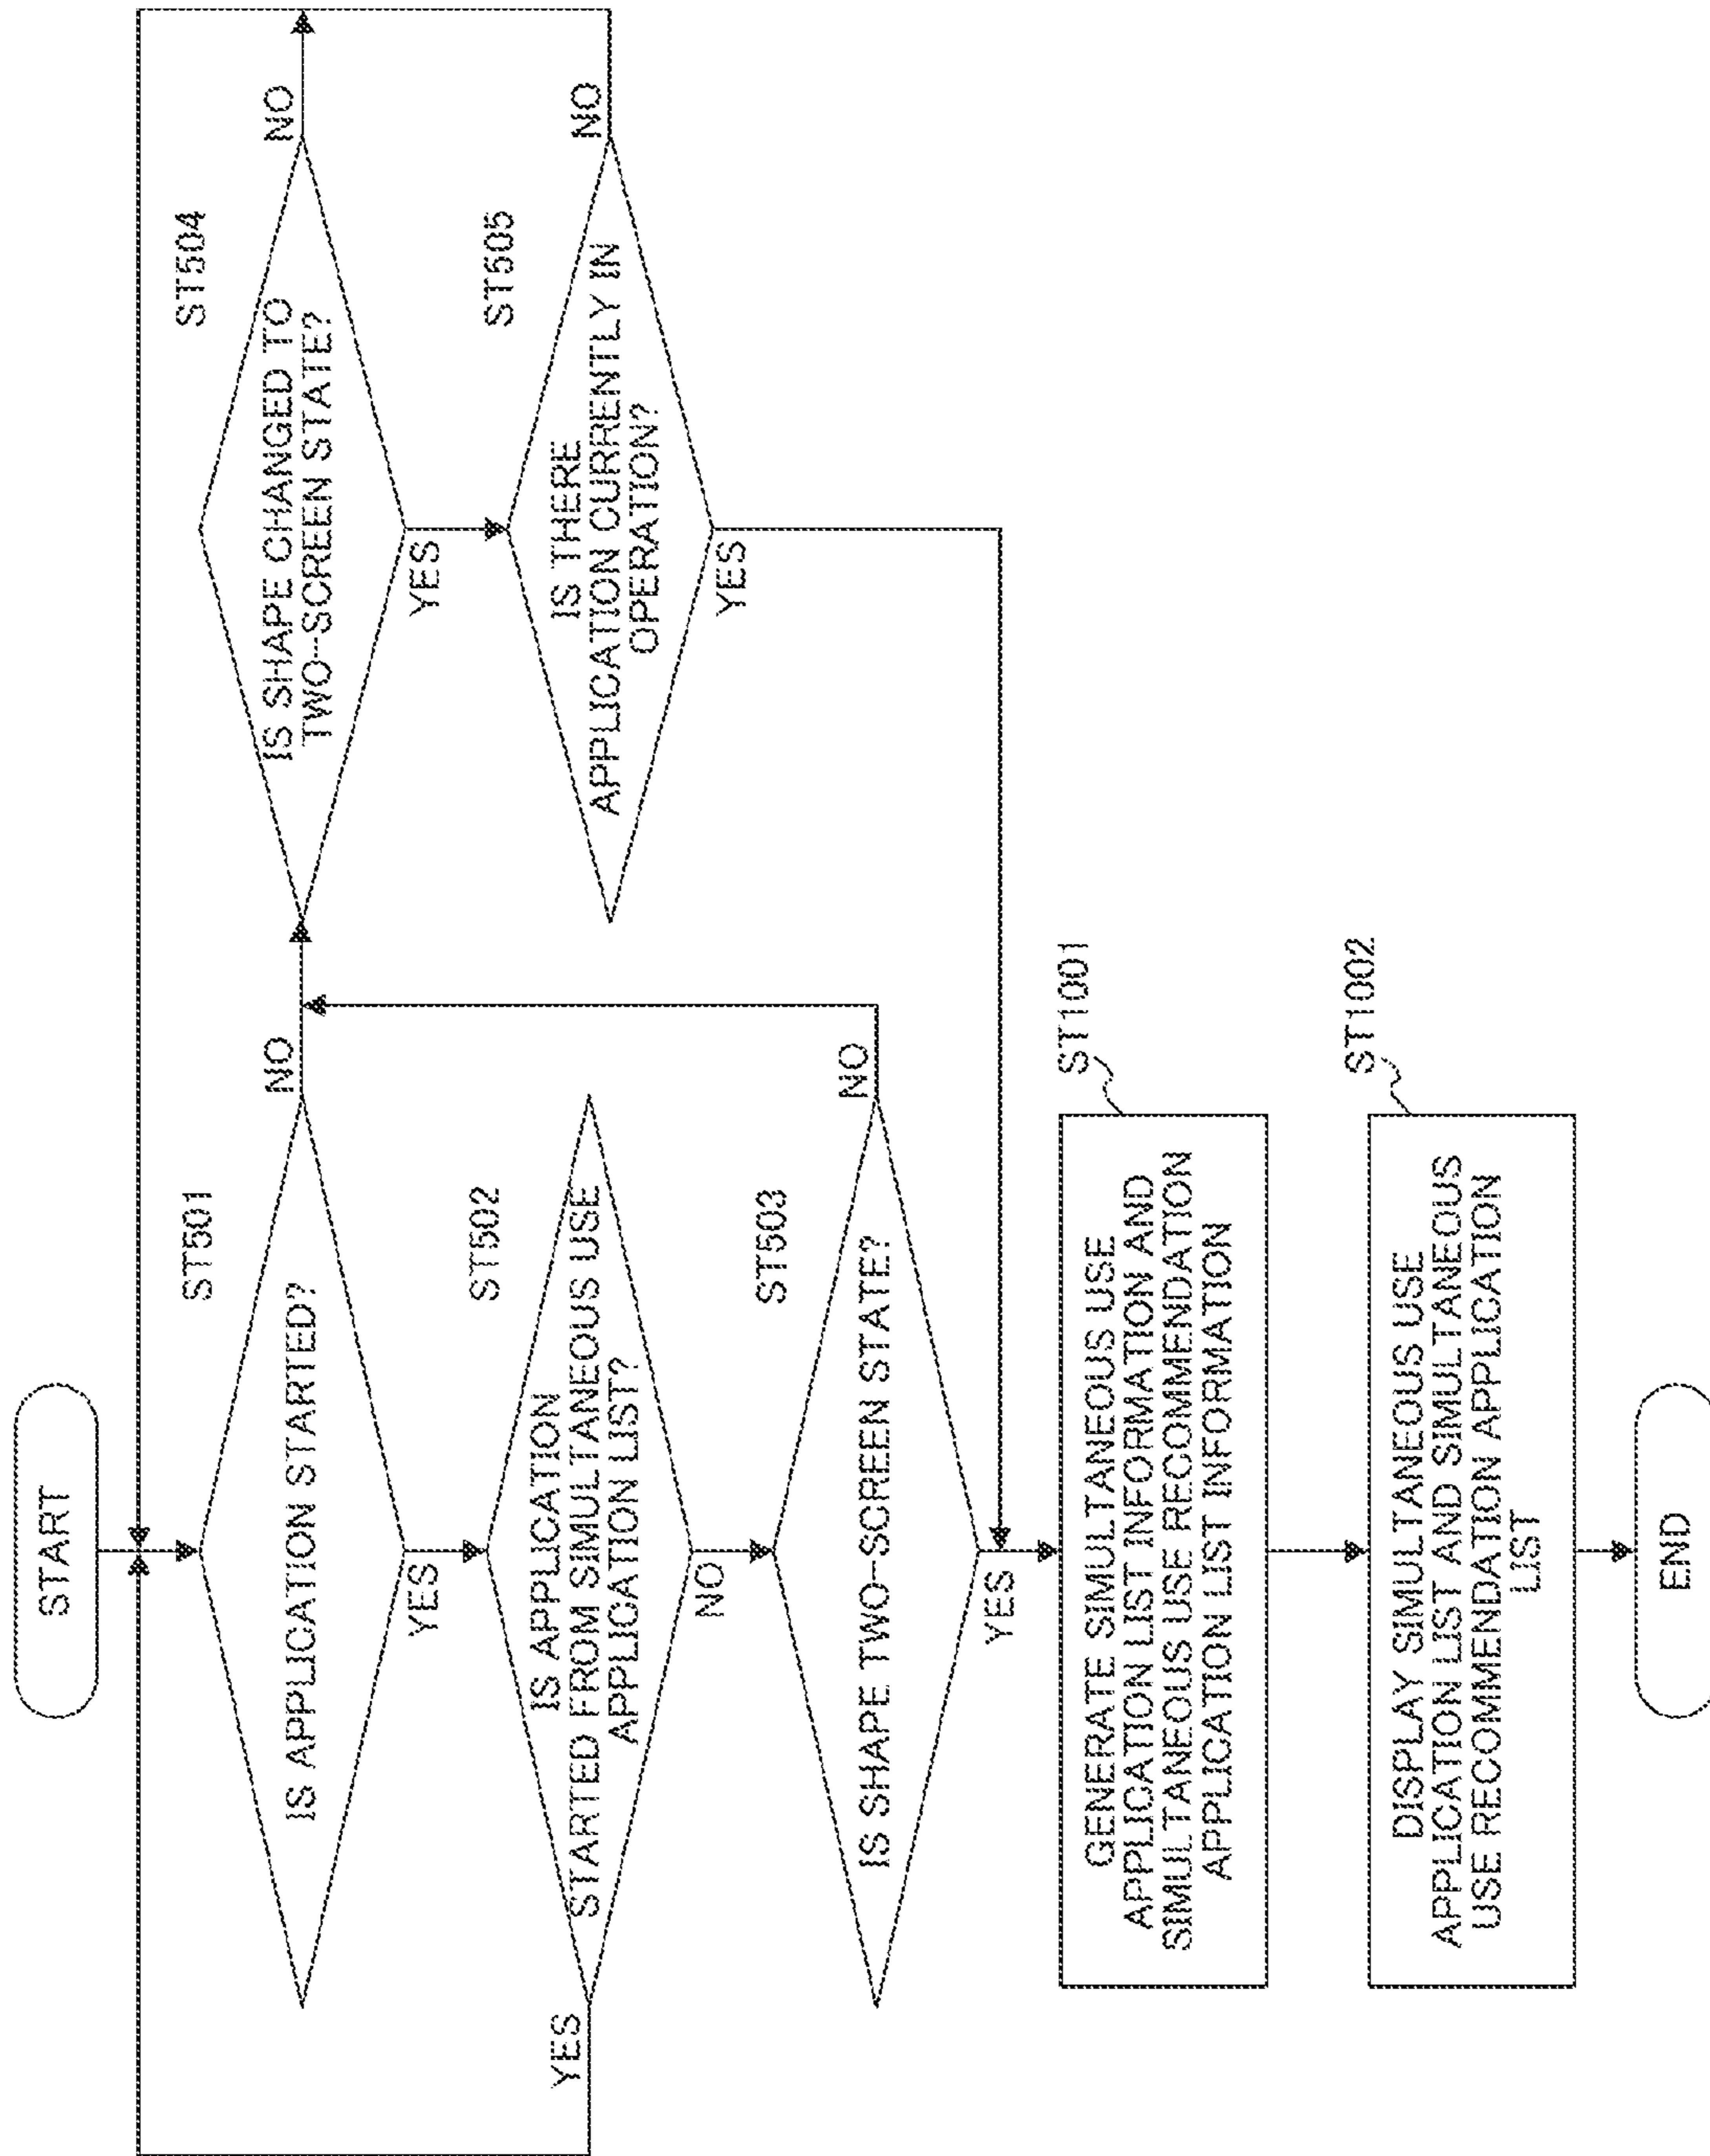 START
ST501
IS APPLICATION STARTED?
NO
YES
ST502
IS APPLICATION
STARTED FROM SIMULTANEOUS USE
APPLICATION LIST?
YES
NO
ST503
IS SHAPE TWO-SCREEN STATE?
NO
YES
ST504
IS SHAPE CHANGED TO
TWO-SCREEN STATE?
NO
YES
ST505
IS THERE
APPLICATION CURRENTLY IN
OPERATION?
NO
YES
ST1001
GENERATE SIMULTANEOUS USE
APPLICATION LIST INFORMATION AND
SIMULTANEOUS USE RECOMMENDATION
APPLICATION LIST INFORMATION
ST1002
DISPLAY SIMULTANEOUS USE
APPLICATION LIST AND SIMULTANEOUS
USE RECOMMENDATION APPLICATION
LIST
END